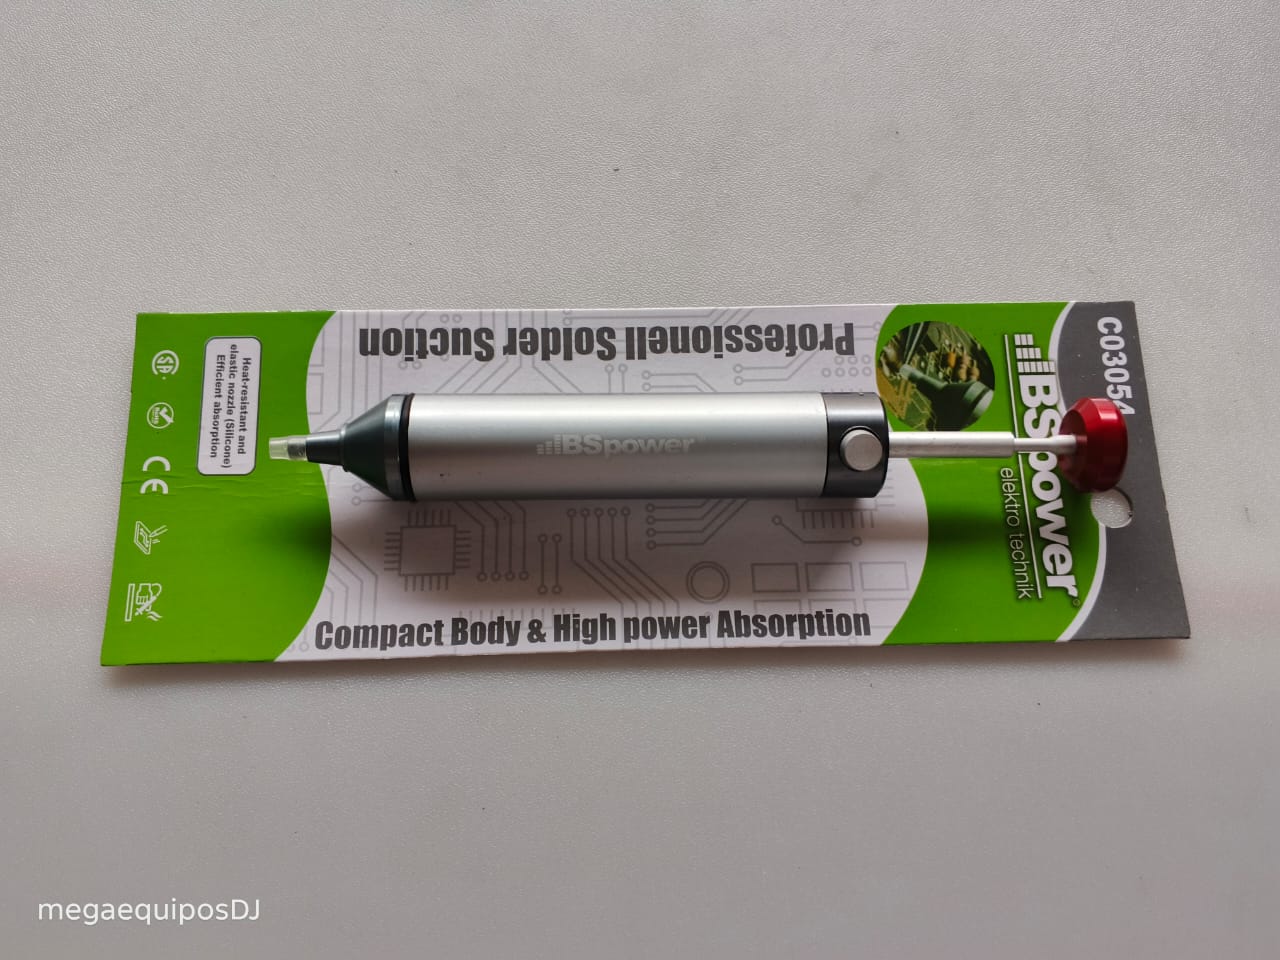 C03054
BSpower®
elektro technik
Professionell Solder Suction
BSpower
Compact Body & High power Absorption
Heat-resistant and
elastic nozzle (Silicone)
Efficient absorption
CE
megaequiposDJ